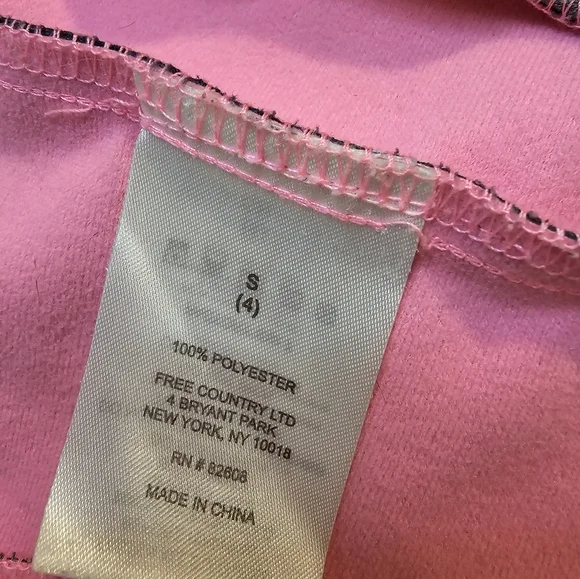 S
(4)
100% POLYESTER
FREE COUNTRY LTD
4 BRYANT PARK
NEW YORK, NY 10018
RN # 82608
MADE IN CHINA